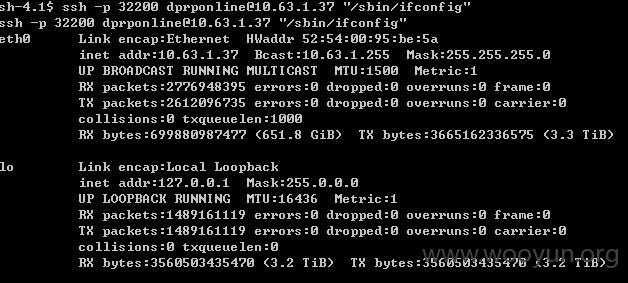 sh-4.1$ ssh -p 32200 dprponline@10.63.1.37 "/sbin/ifconfig"
ssh -p 32200 dprponline@10.63.1.37 "/sbin/ifconfig"
eth0 Link encap:Ethernet HWaddr 52:54:00:95:be:5a
inet addr:10.63.1.37 Bcast:10.63.1.255 Mask:255.255.255.0
UP BROADCAST RUNNING MULTICAST MTU:1500 Metric:1
RX packets:2776948395 errors:0 dropped:0 overruns:0 frame:0
TX packets:2612096735 errors:0 dropped:0 overruns:0 carrier:0
collisions:0 txqueuelen:1000
RX bytes:699880987477 (651.8 GiB) TX bytes:3665162336575 (3.3 TiB)
lo Link encap:Local Loopback
inet addr:127.0.0.1 Mask:255.0.0.0
UP LOOPBACK RUNNING MTU:16436 Metric:1
RX packets:1489161119 errors:0 dropped:0 overruns:0 frame:0
TX packets:1489161119 errors:0 dropped:0 overruns:0 carrier:0
collisions:0 txqueuelen:0
RX bytes:3560503435470 (3.2 TiB) TX bytes:3560503435470 (3.2 TiB)
www.wooyun.org